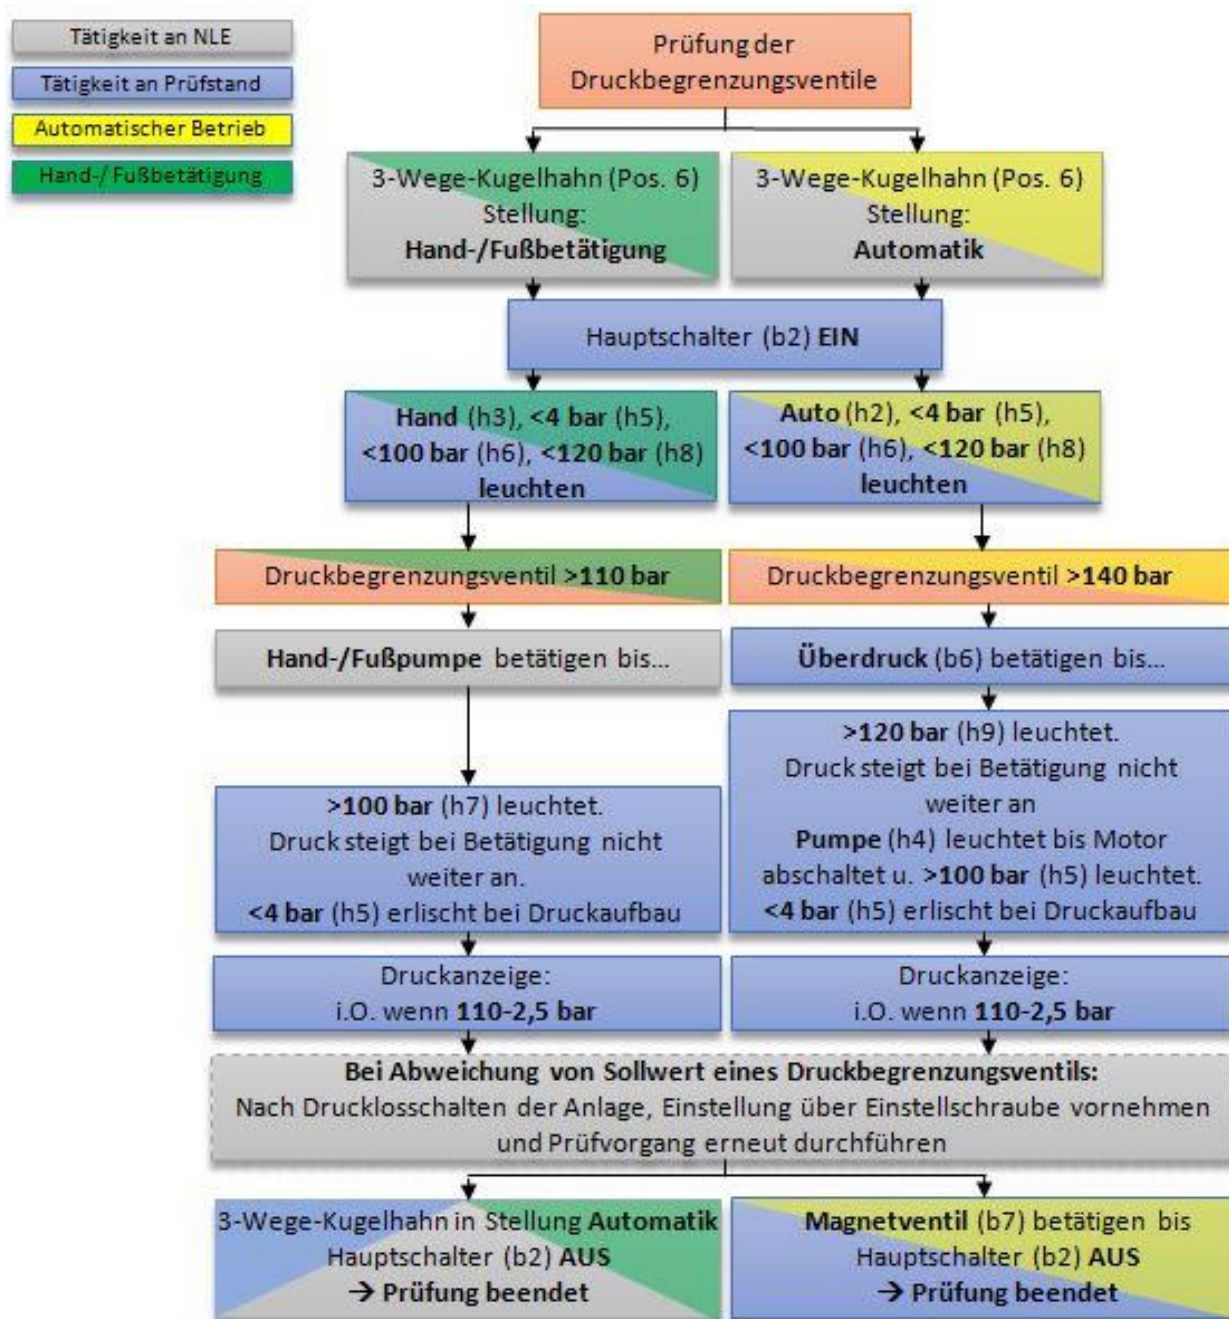 Tätigkeit an NLE
Tätigkeit an Prüfstand
Automatischer Betrieb
Hand-/ Fußbetätigung
Prüfung der
Druckbegrenzungsventile
3-Wege-Kugelhahn (Pos. 6)
Stellung:
Hand-/Fußbetätigung
3-Wege-Kugelhahn (Pos. 6)
Stellung:
Automatik
Hauptschalter (b2) EIN
Hand (h3), <4 bar (h5),
<100 bar (h6), <120 bar (h8)
leuchten
Auto (h2), <4 bar (h5),
<100 bar (h6), <120 bar (h8)
leuchten
Druckbegrenzungsventil >110 bar
Druckbegrenzungsventil >140 bar
Hand-/Fußpumpe betätigen bis...
Überdruck (b6) betätigen bis...
>100 bar (h7) leuchtet.
Druck steigt bei Betätigung nicht
weiter an.
<4 bar (h5) erlischt bei Druckaufbau
>120 bar (h9) leuchtet.
Druck steigt bei Betätigung nicht
weiter an
Pumpe (h4) leuchtet bis Motor
abschaltet u. >100 bar (h5) leuchtet.
<4 bar (h5) erlischt bei Druckaufbau
Druckanzeige:
i.O. wenn 110-2,5 bar
Druckanzeige:
i.O. wenn 110-2,5 bar
Bei Abweichung von Sollwert eines Druckbegrenzungsventils:
Nach Drucklosschalten der Anlage, Einstellung über Einstellschraube vornehmen
und Prüfvorgang erneut durchführen
3-Wege-Kugelhahn in Stellung Automatik
Hauptschalter (b2) AUS
→ Prüfung beendet
Magnetventil (b7) betätigen bis
Hauptschalter (b2) AUS
→ Prüfung beendet